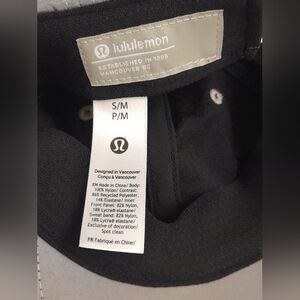 lululemon
ESTABLISHED IN 1998
VANCOUVER BC
S/M
P/M
Designed in Vancouver
Conçu à Vancouver
EN Made in China/ Body:
100% Nylon/ Contrast:
86% Recycled Polyester,
14% Elastane/ Inner
Front Panel: 82% Nylon,
18% Lycra® elastane/
Sweat band: 82% Nylon,
18% Lycra® elastane/
Exclusive of decoration/
Spot clean
FR Fabriqué en Chine/